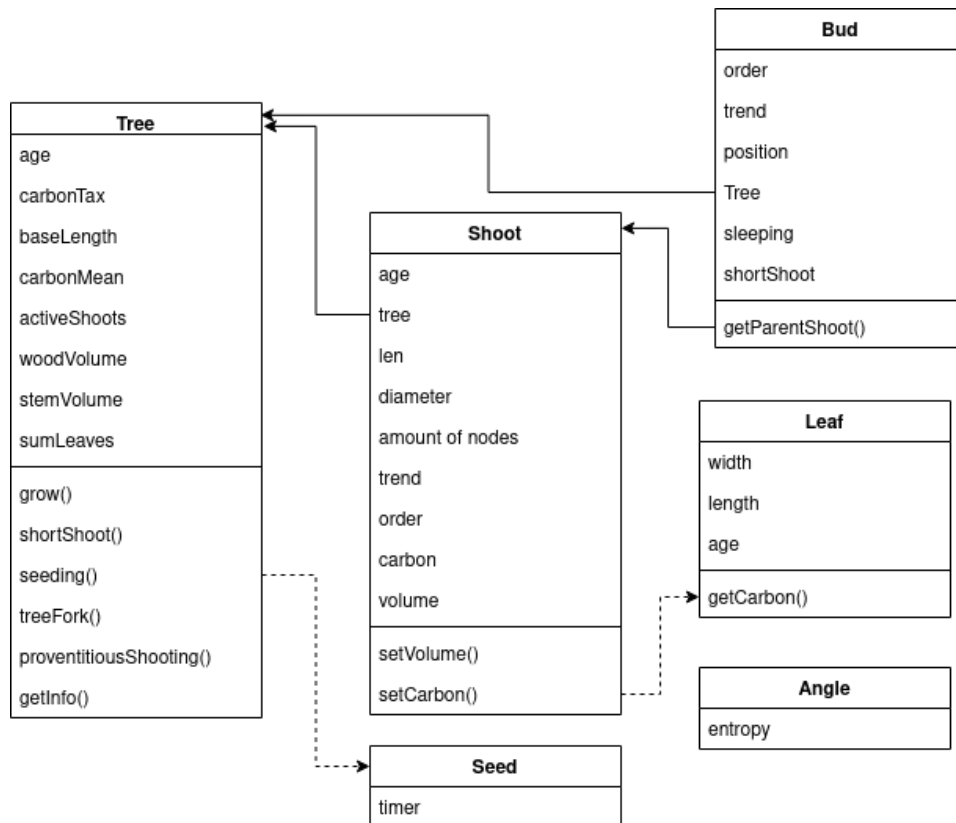 Bud
order
trend
position
Tree
sleeping
shortShoot
getParentShoot()
Tree
age
carbonTax
baseLength
carbonMean
activeShoots
woodVolume
stemVolume
sumLeaves
grow()
shortShoot()
seeding()
treeFork()
proventitiousShooting()
getInfo()
Shoot
age
tree
len
diameter
amount of nodes
trend
order
carbon
volume
setVolume()
setCarbon()
Leaf
width
length
age
getCarbon()
Angle
entropy
Seed
timer